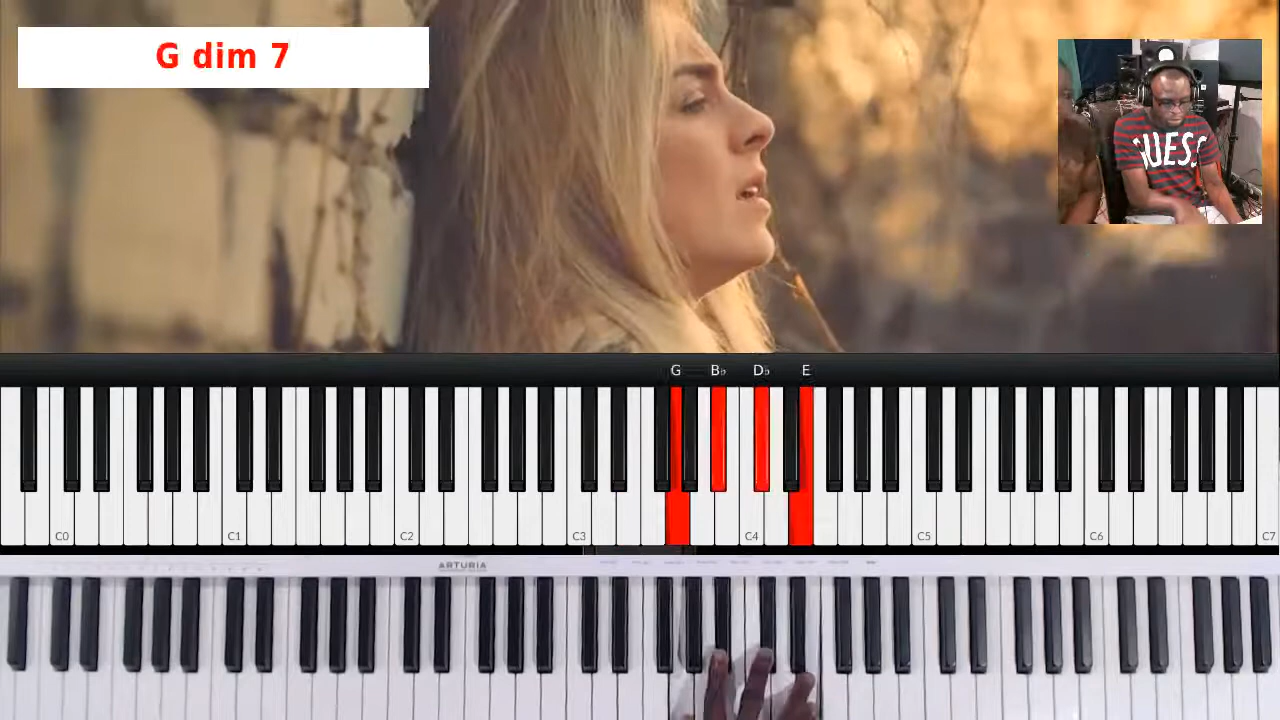 G dim 7
GUESS
G B♭ D♭ E
C0 C1 C2 C3 C4 C5 C6 C7
ARTURIA